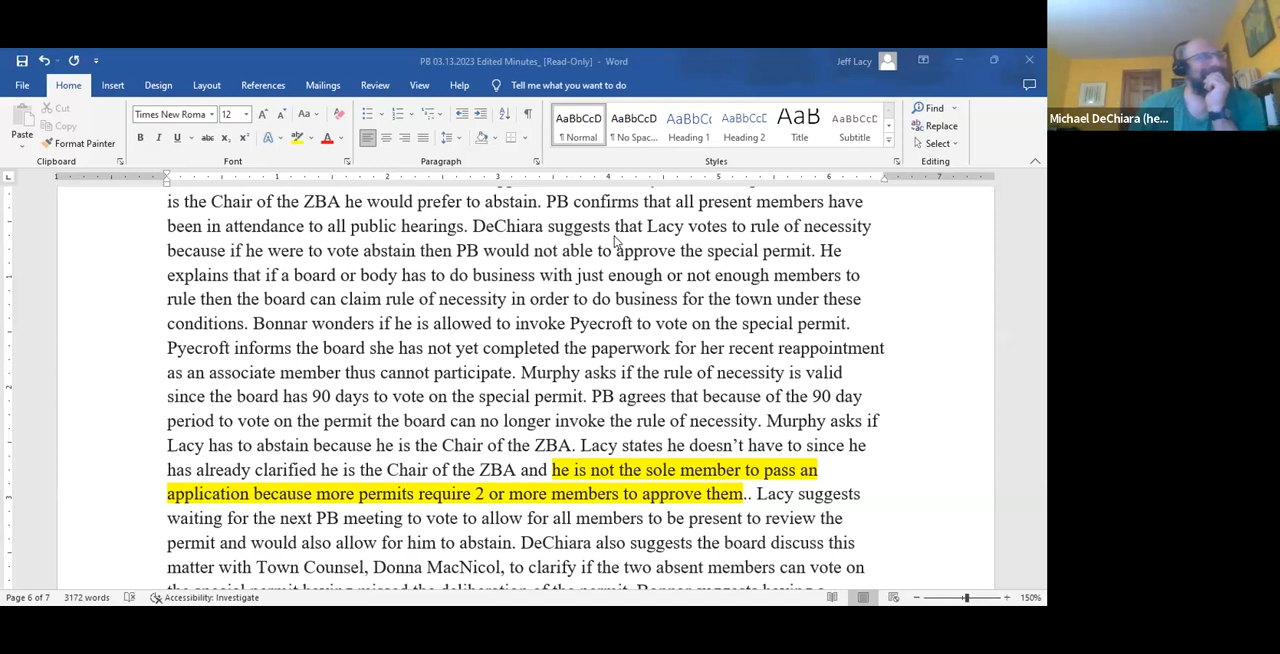 PB 03.13.2023 Edited Minutes_ [Read-Only] - Word
Jeff Lacy
File Home Insert Design Layout References Mailings Review View Help Tell me what you want to do
Cut
Copy
Paste
Format Painter
Times New Roma 12
AaBbCcD AaBbCcD AaBbCc AaBbCcD AaB AaBbCcD
¶ Normal ¶ No Spac... Heading 1 Heading 2 Title Subtitle
Find
Replace
Select
Clipboard Font Paragraph Styles Editing
Michael DeChiara (he...
is the Chair of the ZBA he would prefer to abstain. PB confirms that all present members have
been in attendance to all public hearings. DeChiara suggests that Lacy votes to rule of necessity
because if he were to vote abstain then PB would not able to approve the special permit. He
explains that if a board or body has to do business with just enough or not enough members to
rule then the board can claim rule of necessity in order to do business for the town under these
conditions. Bonnar wonders if he is allowed to invoke Pyecroft to vote on the special permit.
Pyecroft informs the board she has not yet completed the paperwork for her recent reappointment
as an associate member thus cannot participate. Murphy asks if the rule of necessity is valid
since the board has 90 days to vote on the special permit. PB agrees that because of the 90 day
period to vote on the permit the board can no longer invoke the rule of necessity. Murphy asks if
Lacy has to abstain because he is the Chair of the ZBA. Lacy states he doesn't have to since he
has already clarified he is the Chair of the ZBA and he is not the sole member to pass an
application because more permits require 2 or more members to approve them.. Lacy suggests
waiting for the next PB meeting to vote to allow for all members to be present to review the
permit and would also allow for him to abstain. DeChiara also suggests the board discuss this
matter with Town Counsel, Donna MacNicol, to clarify if the two absent members can vote on
Page 6 of 7 3172 words Accessibility: Investigate 150%